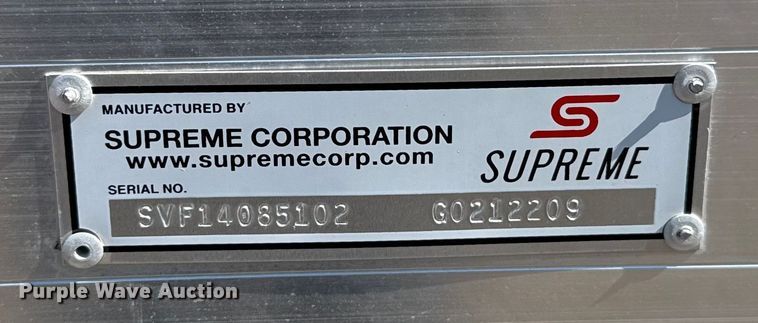 MANUFACTURED BY
SUPREME CORPORATION
www.supremecorp.com
SUPREME
SERIAL NO.
SVF14085102 G0212209
Purple Wave Auction